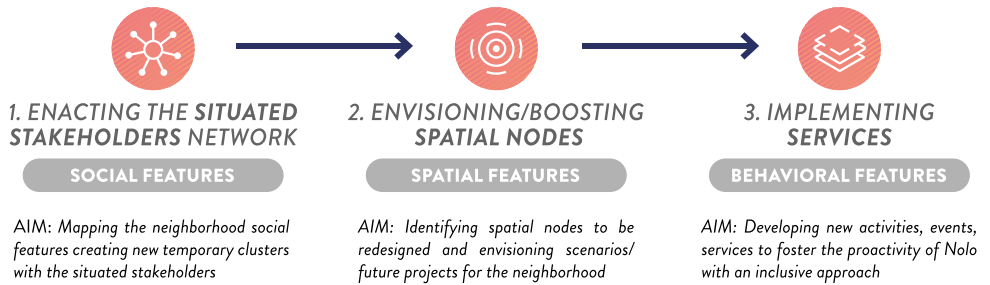 1. ENACTING THE SITUATED
STAKEHOLDERS NETWORK
SOCIAL FEATURES
AIM: Mapping the neighborhood social
features creating new temporary clusters
with the situated stakeholders
2. ENVISIONING/BOOSTING
SPATIAL NODES
SPATIAL FEATURES
AIM: Identifying spatial nodes to be
redesigned and envisioning scenarios/
future projects for the neighborhood
3. IMPLEMENTING
SERVICES
BEHAVIORAL FEATURES
AIM: Developing new activities, events,
services to foster the proactivity of Nolo
with an inclusive approach